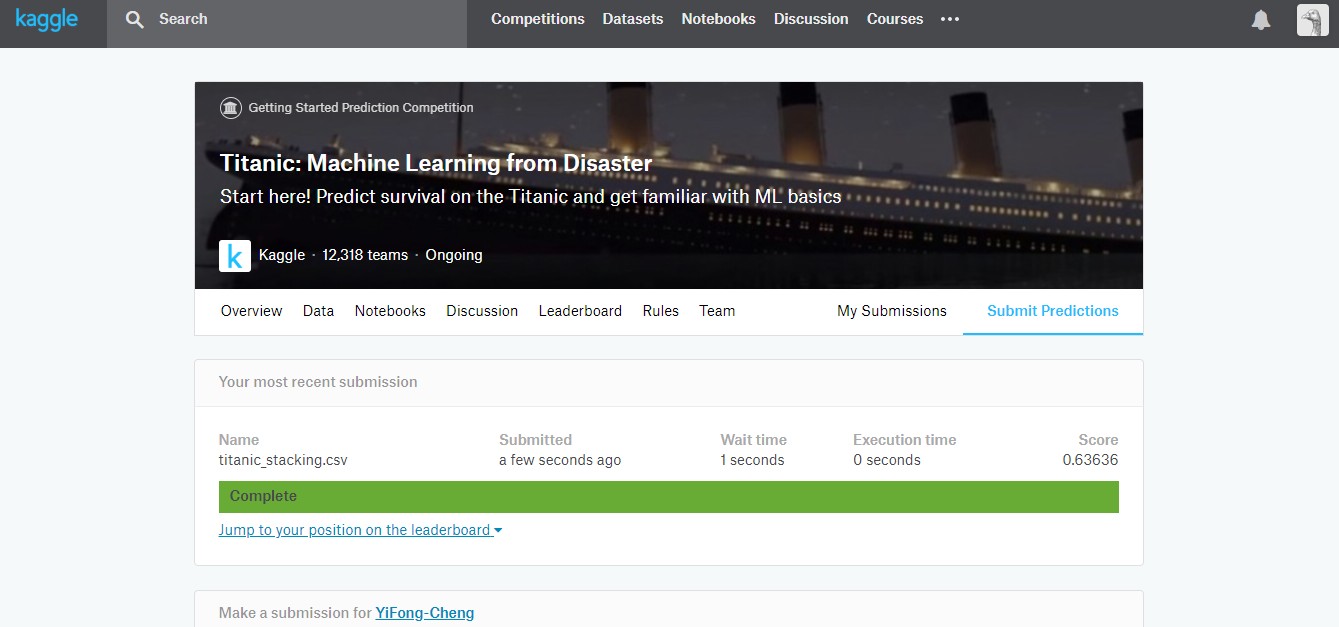 kaggle Search Competitions Datasets Notebooks Discussion Courses
Getting Started Prediction Competition
Titanic: Machine Learning from Disaster
Start here! Predict survival on the Titanic and get familiar with ML basics
k Kaggle · 12,318 teams · Ongoing
Overview Data Notebooks Discussion Leaderboard Rules Team My Submissions Submit Predictions
Your most recent submission
Name Submitted Wait time Execution time Score
titanic_stacking.csv a few seconds ago 1 seconds 0 seconds 0.63636
Complete
Jump to your position on the leaderboard
Make a submission for YiFong-Cheng